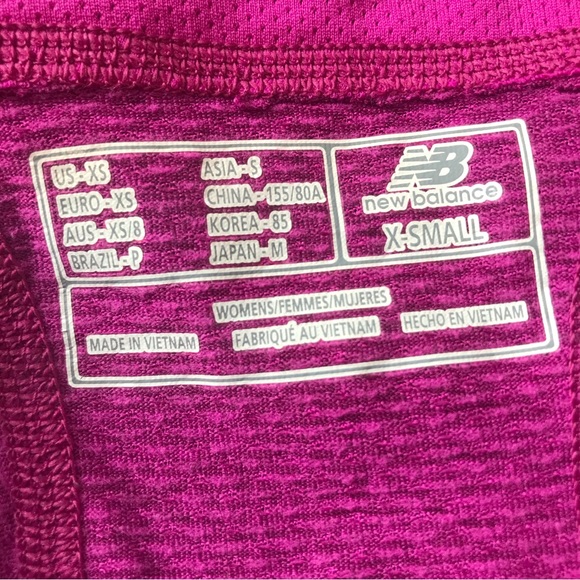 US-XS
EURO-XS
AUS-XS/8
BRAZIL-P
ASIA-S
CHINA-155/80A
KOREA-85
JAPAN-M
NB
new balance
X-SMALL
WOMENS/FEMMES/MUJERES
MADE IN VIETNAM
FABRIQUÉ AU VIETNAM
HECHO EN VIETNAM